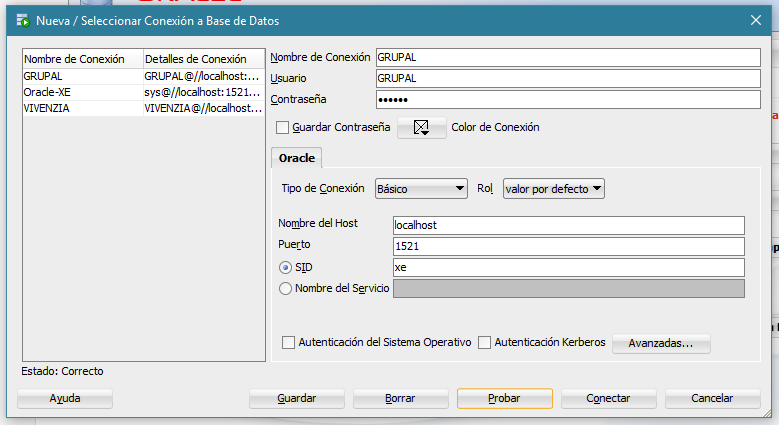 Nueva / Seleccionar Conexión a Base de Datos
Nombre de Conexión Detalles de Conexión
GRUPAL GRUPAL@//localhost:...
Oracle-XE sys@//localhost:1521...
VIVENZIA VIVENZIA@//localhost...
Nombre de Conexión GRUPAL
Usuario GRUPAL
Contraseña ••••••
Guardar Contraseña Color de Conexión
Oracle
Tipo de Conexión Básico Rol valor por defecto
Nombre del Host localhost
Puerto 1521
SID xe
Nombre del Servicio
Autenticación del Sistema Operativo Autenticación Kerberos Avanzadas...
Estado: Correcto
Ayuda Guardar Borrar Probar Conectar Cancelar